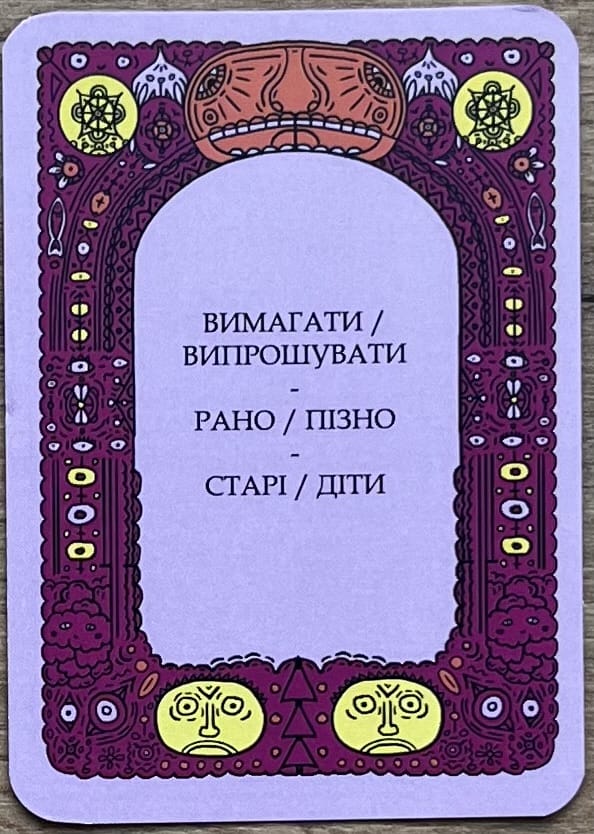 ВИМАГАТИ /
ВИПРОШУВАТИ
-
РАНО / ПІЗНО
-
СТАРІ / ДІТИ